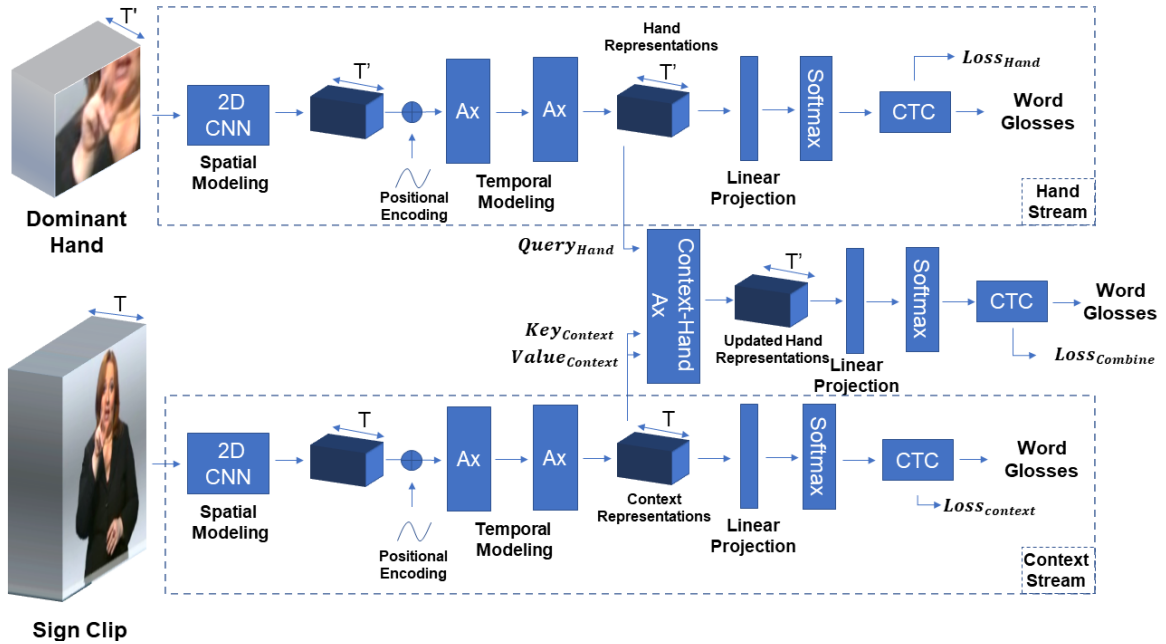 T'
Dominant
Hand
2D
CNN
Spatial
Modeling
T'
Positional
Encoding
Ax
Ax
Temporal
Modeling
Hand
Representations
T'
Linear
Projection
Softmax
CTC
Loss_Hand
Word
Glosses
Hand
Stream
Query_Hand
Key_Context
Value_Context
Context-Hand
Ax
T'
Updated Hand
Representations
Linear
Projection
Softmax
CTC
Word
Glosses
Loss_Combine
T
Sign Clip
2D
CNN
Spatial
Modeling
T
Positional
Encoding
Ax
Ax
Temporal
Modeling
T
Context
Representations
Linear
Projection
Softmax
CTC
Word
Glosses
Loss_context
Context
Stream